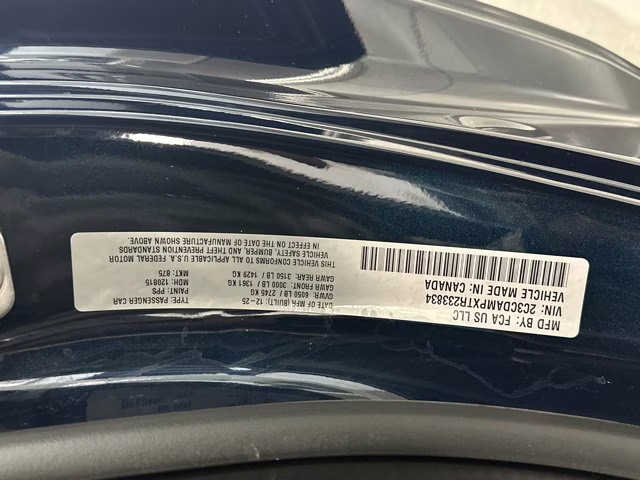 MFD BY: FCA US LLC
DATE OF MFH (BUILT): 12-25
GVWR: 6050 LB 2744 KG
GAWR FRONT: 3000 LB / 1361 KG
GAWR REAR: 3150 LB / 1429 KG
THIS VEHICLE CONFORMS TO ALL APPLICABLE U.S.A. FEDERAL MOTOR
VEHICLE SAFETY, BUMPER, AND THEFT PREVENTION STANDARDS
IN EFFECT ON THE DATE OF MANUFACTURE SHOWN ABOVE.
VIN:
TYPE: PASSENGER CAR
PAINT: PPS
MDH: 120815
MKT: 876
VEHICLE MADE IN: CANADA